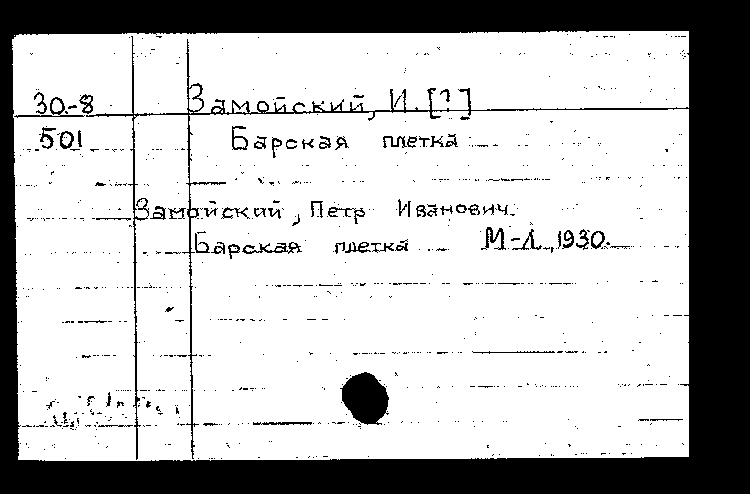 30.-8 Замойский, И. [?]
501 Барская плетка
Замойский, Петр Иванович.
Барская плетка М-Л., 1930.